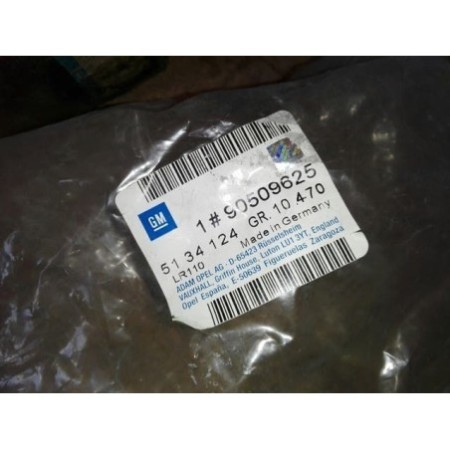 GM
1 # 90509625
51 34 124 GR. 10 470
LR110 Made in Germany
ADAM OPEL AG - D-65423 Rüsselsheim
VAUXHALL, Griffin House, Luton LU1 3YT, England
Opel España, E-50639 Figueruelas Zaragoza